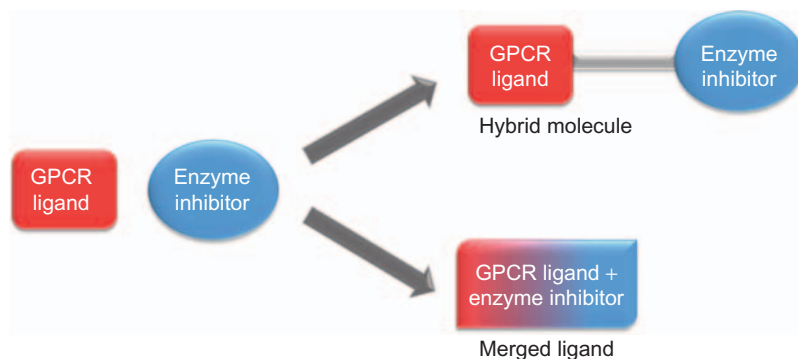 GPCR
ligand
Enzyme
inhibitor
GPCR
ligand
Enzyme
inhibitor
Hybrid molecule
GPCR ligand +
enzyme inhibitor
Merged ligand